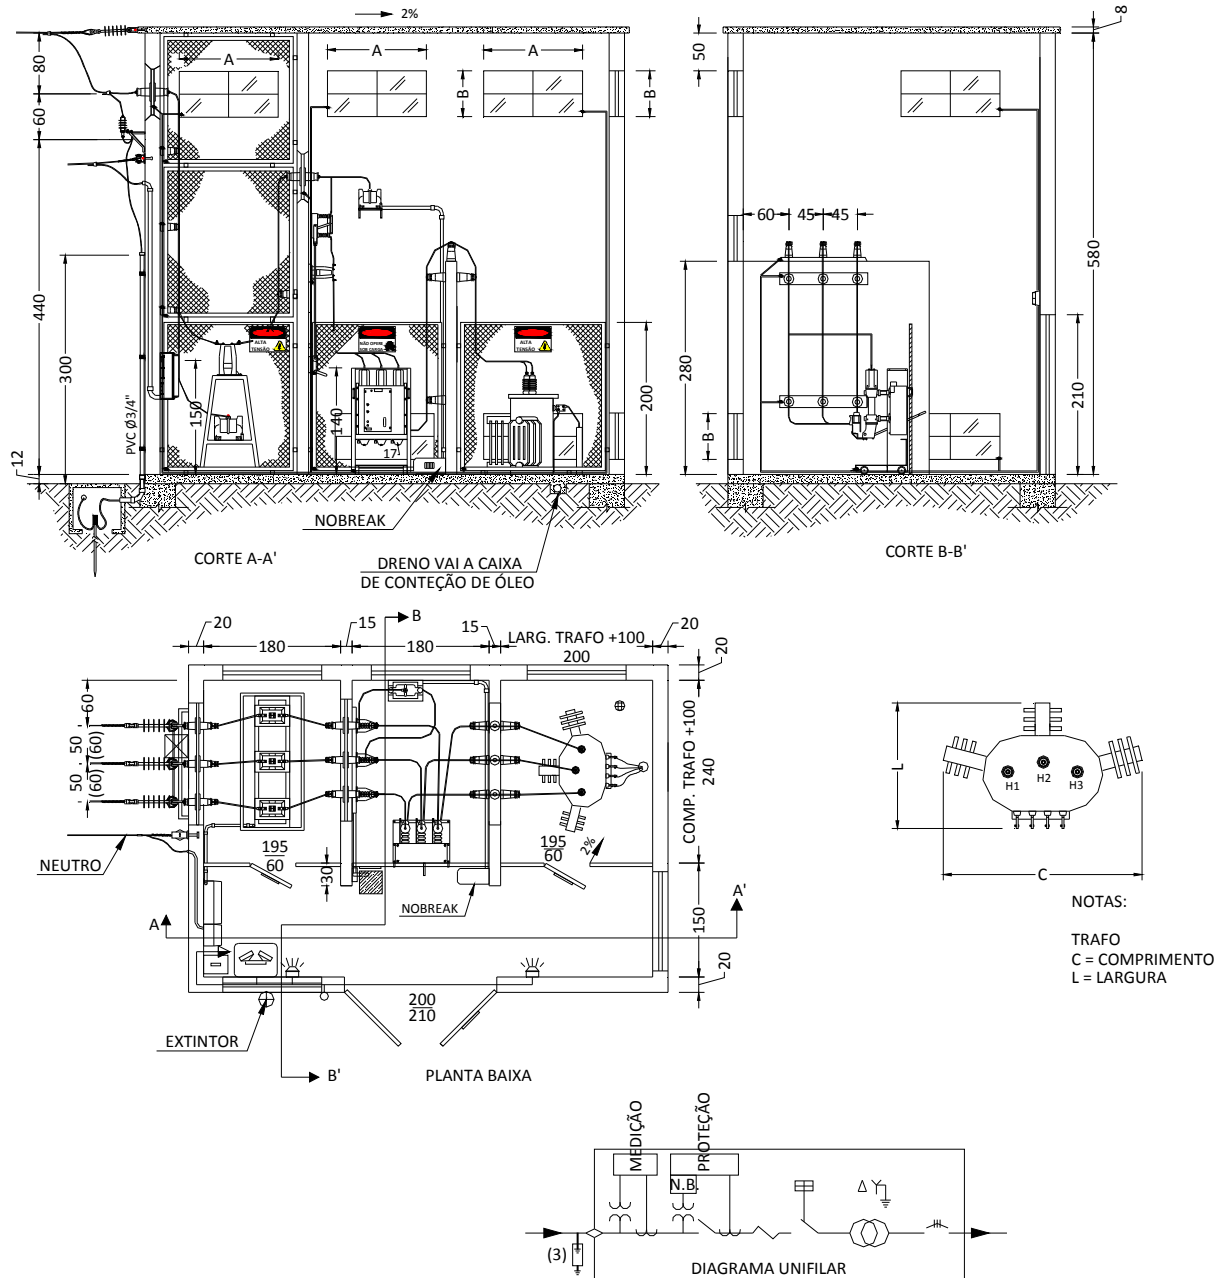 2%
8
80
60
440
300
12
A
A
A
B
B
50
580
60
45
45
280
210
B
200
150
140
17
ALTA
TENSÃO
NÃO OPERE
SOB CARGA
ALTA
TENSÃO
PVC Ø3/4"
NOBREAK
CORTE A-A'
DRENO VAI A CAIXA
DE CONTEÇÃO DE ÓLEO
CORTE B-B'
20
180
15
B
180
15
LARG. TRAFO +100
200
20
20
60
50
(60)
50
(60)
COMP. TRAFO +100
240
NEUTRO
195
60
30
195
60
2%
NOBREAK
A
A'
150
20
EXTINTOR
200
210
B'
PLANTA BAIXA
L
H1
H2
H3
C
NOTAS:
TRAFO
C = COMPRIMENTO
L = LARGURA
MEDIÇÃO
PROTEÇÃO
N.B.
(3)
DIAGRAMA UNIFILAR